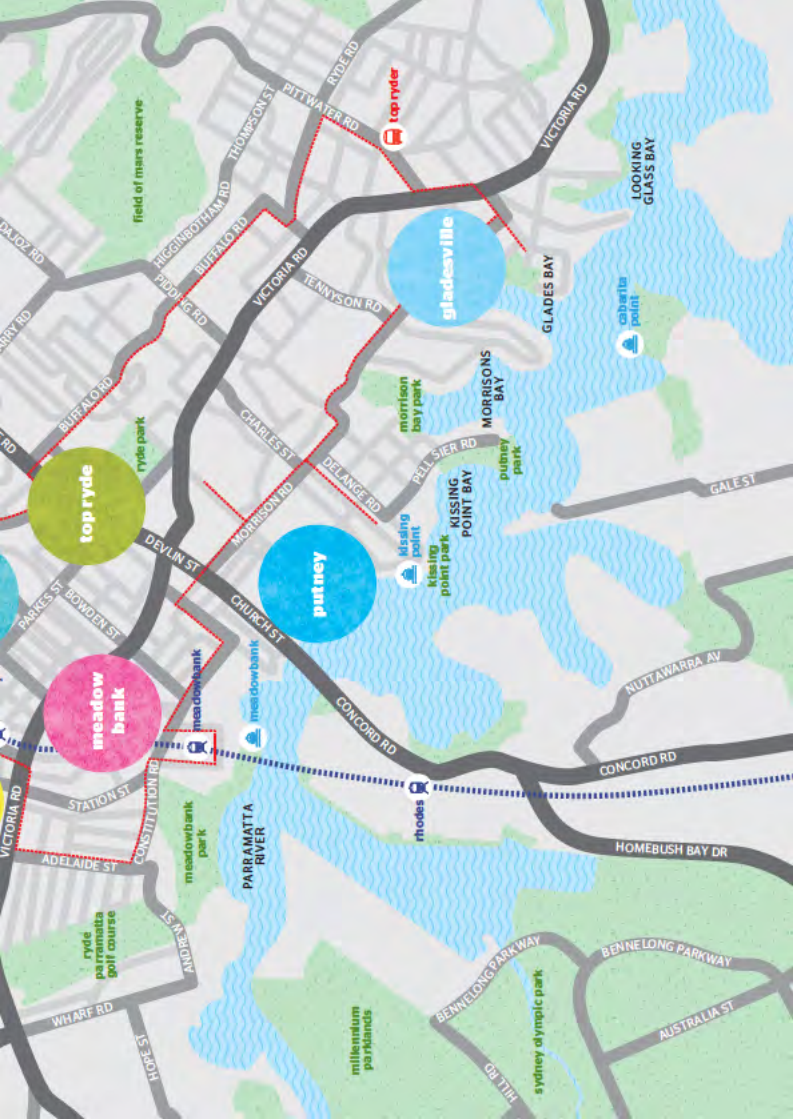 field of mars reserve
RYDE RD
PITTWATER RD
THOMPSON ST
top ryder
VICTORIA RD
LOOKING
GLASS BAY
HIGGINBOTHAM RD
BUFFALO RD
PIDDING RD
VICTORIA RD
TENNYSON RD
gladesville
GLADES BAY
cabarita
point
BUFFALO RD
ryde park
CHARLES ST
morrison
bay park
MORRISONS
BAY
top ryde
MORRISON RD
DELANGE RD
PELLISIER RD
putney
park
KISSING
POINT BAY
GALE ST
DEVLIN ST
putney
kissing
point
kissing
point park
PARKES ST
BOWDEN ST
CHURCH ST
meadow
bank
meadowbank
meadowbank
CONCORD RD
NUTTAWARRA AV
CONCORD RD
STATION ST
CONSTITUTION RD
VICTORIA RD
ADELAIDE ST
meadowbank
park
PARRAMATTA
RIVER
rhodes
HOMEBUSH BAY DR
ryde
parramatta
golf course
ANDREW ST
WHARF RD
HOPE ST
millennium
parklands
BENNELONG PARKWAY
BENNELONG PARKWAY
HILL RD
sydney olympic park
AUSTRALIA ST